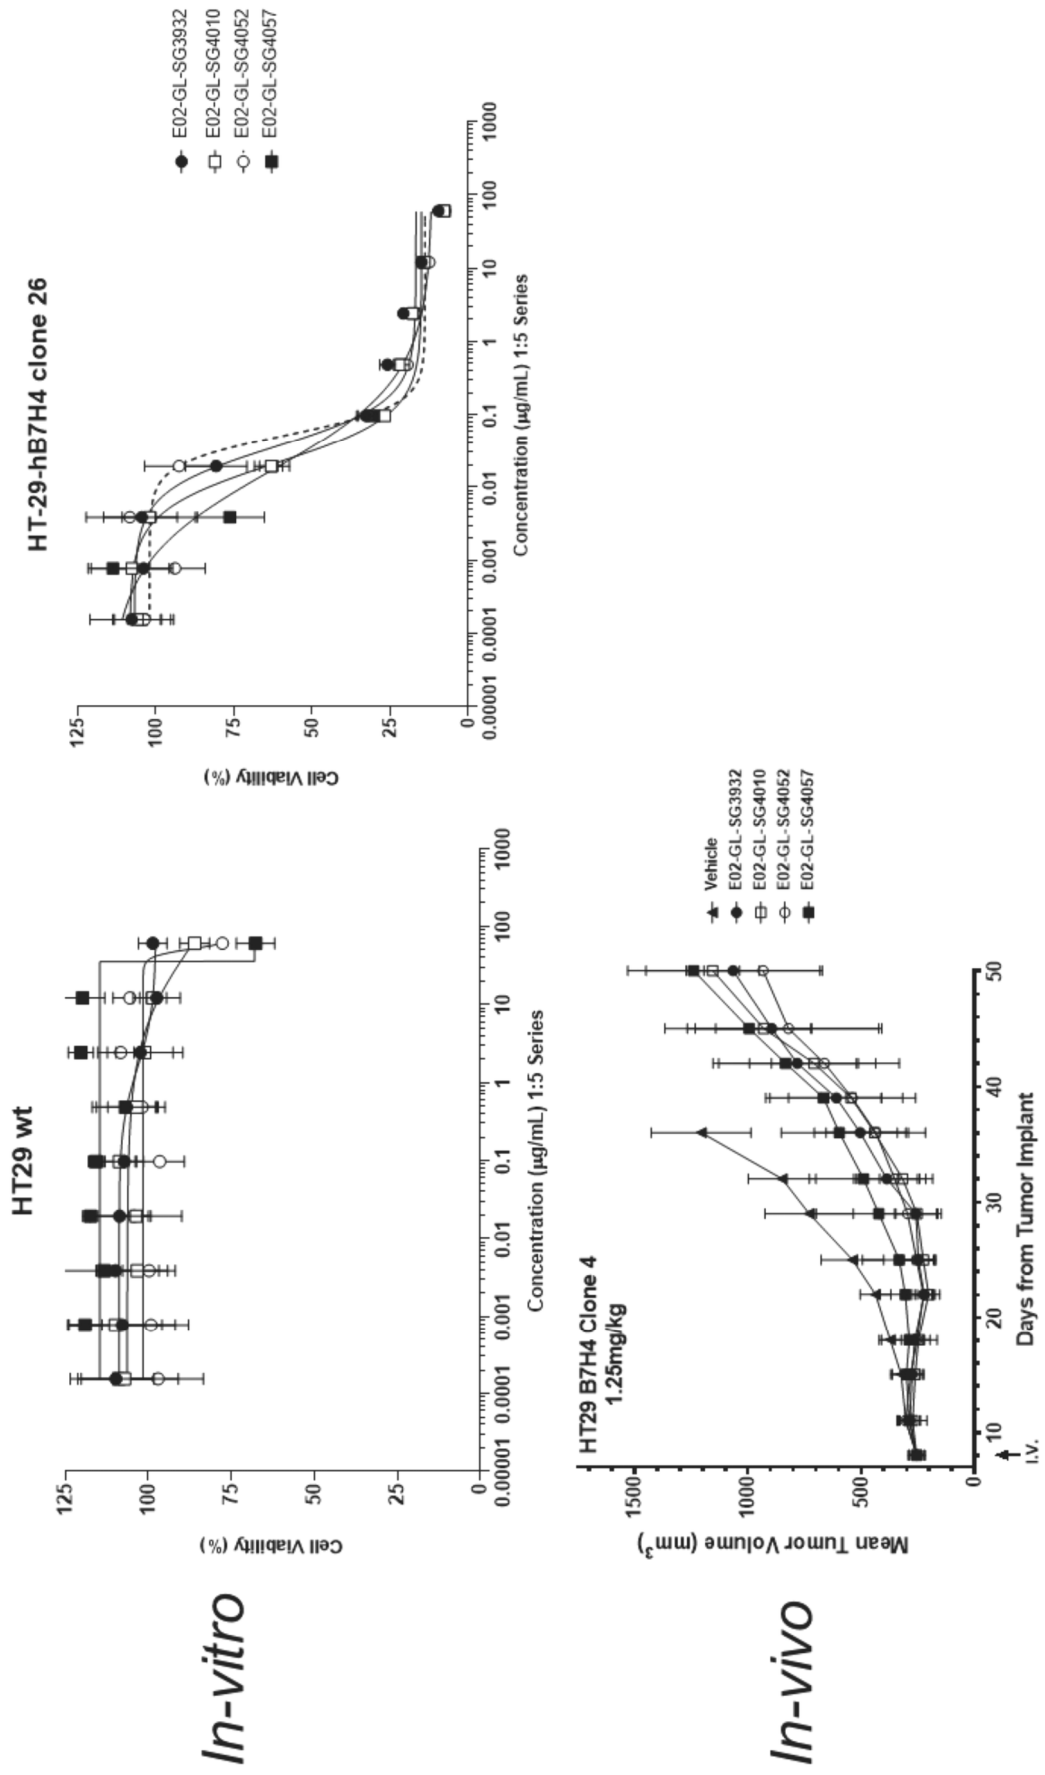 In-vitro
HT29 wt
125
100
75
50
25
0
Cell Viability (%)
0.00001 0.0001 0.001 0.01 0.1 1 10 100 1000
Concentration (µg/mL) 1:5 Series
HT-29-hB7H4 clone 26
125
100
75
50
25
0
Cell Viability (%)
0.00001 0.0001 0.001 0.01 0.1 1 10 100 1000
Concentration (µg/mL) 1:5 Series
E02-GL-SG3932
E02-GL-SG4010
E02-GL-SG4052
E02-GL-SG4057
In-vivo
HT29 B7H4 Clone 4
1.25mg/kg
1500
1000
500
0
Mean Tumor Volume (mm³)
10 20 30 40 50
I.V.
Days from Tumor Implant
Vehicle
E02-GL-SG3932
E02-GL-SG4010
E02-GL-SG4052
E02-GL-SG4057